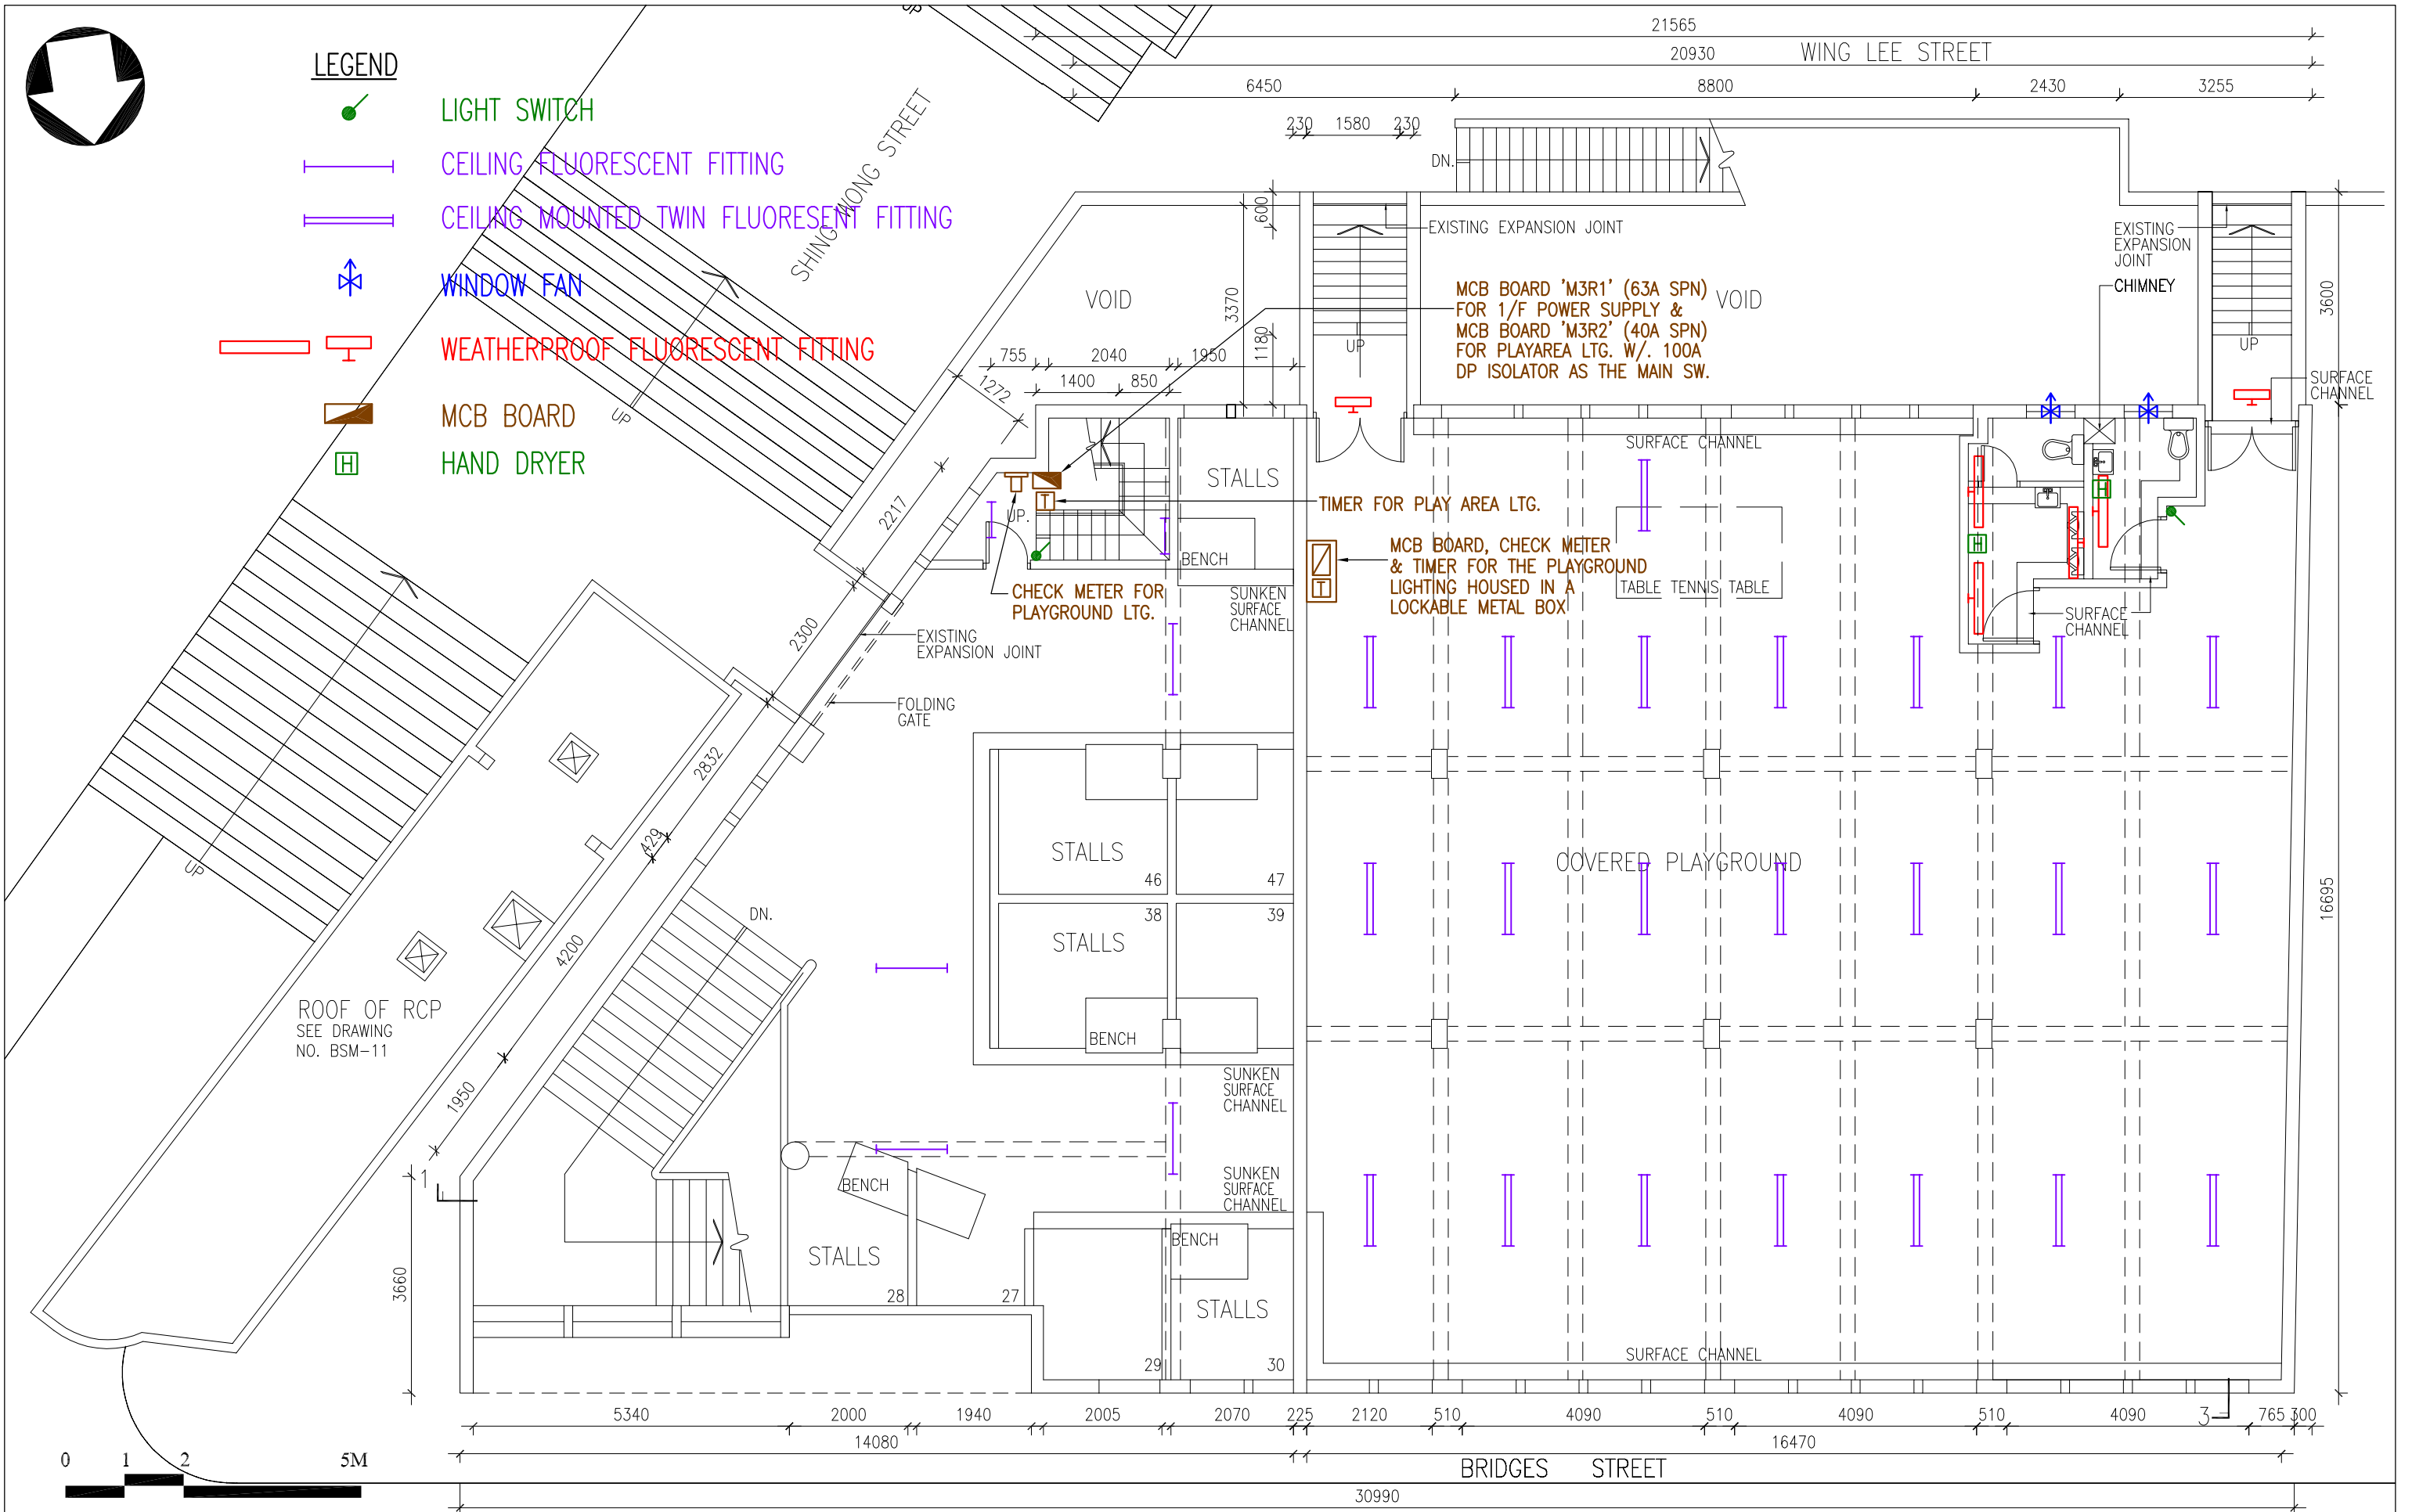 21565
20930
WING LEE STREET
6450
8800
2430
3255
230
1580
230
LEGEND
LIGHT SWITCH
CEILING FLUORESCENT FITTING
CEILING MOUNTED TWIN FLUORESENT FITTING
WINDOW FAN
WEATHERPROOF FLUORESCENT FITTING
MCB BOARD
H
HAND DRYER
UP
SHING WONG STREET
UP
UP
DN.
EXISTING EXPANSION JOINT
EXISTING
EXPANSION
JOINT
CHIMNEY
600
3370
1180
3600
VOID
VOID
MCB BOARD 'M3R1' (63A SPN)
FOR 1/F POWER SUPPLY &
MCB BOARD 'M3R2' (40A SPN)
FOR PLAYAREA LTG. W/. 100A
DP ISOLATOR AS THE MAIN SW.
UP
UP
755
2040
1950
1400
850
1272
SURFACE
CHANNEL
SURFACE CHANNEL
STALLS
TIMER FOR PLAY AREA LTG.
T
UP.
BENCH
MCB BOARD, CHECK METER
& TIMER FOR THE PLAYGROUND
LIGHTING HOUSED IN A
LOCKABLE METAL BOX
T
TABLE TENNIS TABLE
H
H
CHECK METER FOR
PLAYGROUND LTG.
SUNKEN
SURFACE
CHANNEL
SURFACE
CHANNEL
EXISTING
EXPANSION JOINT
FOLDING
GATE
2217
2300
2832
429
4200
1950
3660
STALLS
46
47
38
39
STALLS
BENCH
COVERED PLAYGROUND
16695
DN.
ROOF OF RCP
SEE DRAWING
NO. BSM-11
SUNKEN
SURFACE
CHANNEL
SUNKEN
SURFACE
CHANNEL
1
BENCH
BENCH
STALLS
28
27
STALLS
29
30
SURFACE CHANNEL
3
5340
2000
1940
2005
2070
225
2120
510
4090
510
4090
510
4090
765
300
14080
16470
0
1
2
5M
BRIDGES STREET
30990